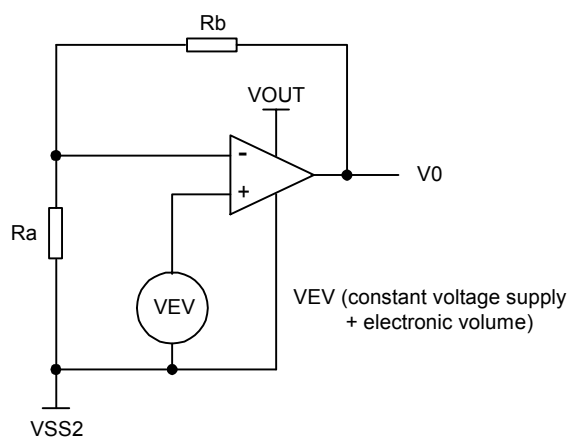 Rb
VOUT
-
+
V0
Ra
VEV
VEV (constant voltage supply
+ electronic volume)
VSS2